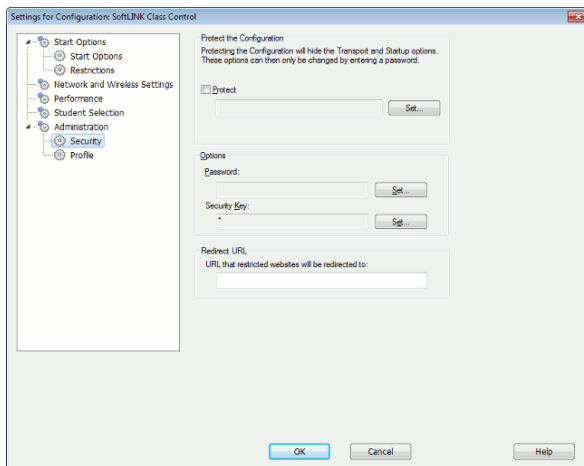 Settings for Configuration: SoftLINK Class Control
Start Options
Start Options
Restrictions
Network and Wireless Settings
Performance
Student Selection
Administration
Security
Profile
Protect the Configuration
Protecting the Configuration will hide the Transport and Startup options.
These options can then only be changed by entering a password.
Protect
Set...
Options
Password:
Set...
Security Key:
*
Set...
Redirect URL
URL that restricted websites will be redirected to:
OK
Cancel
Help